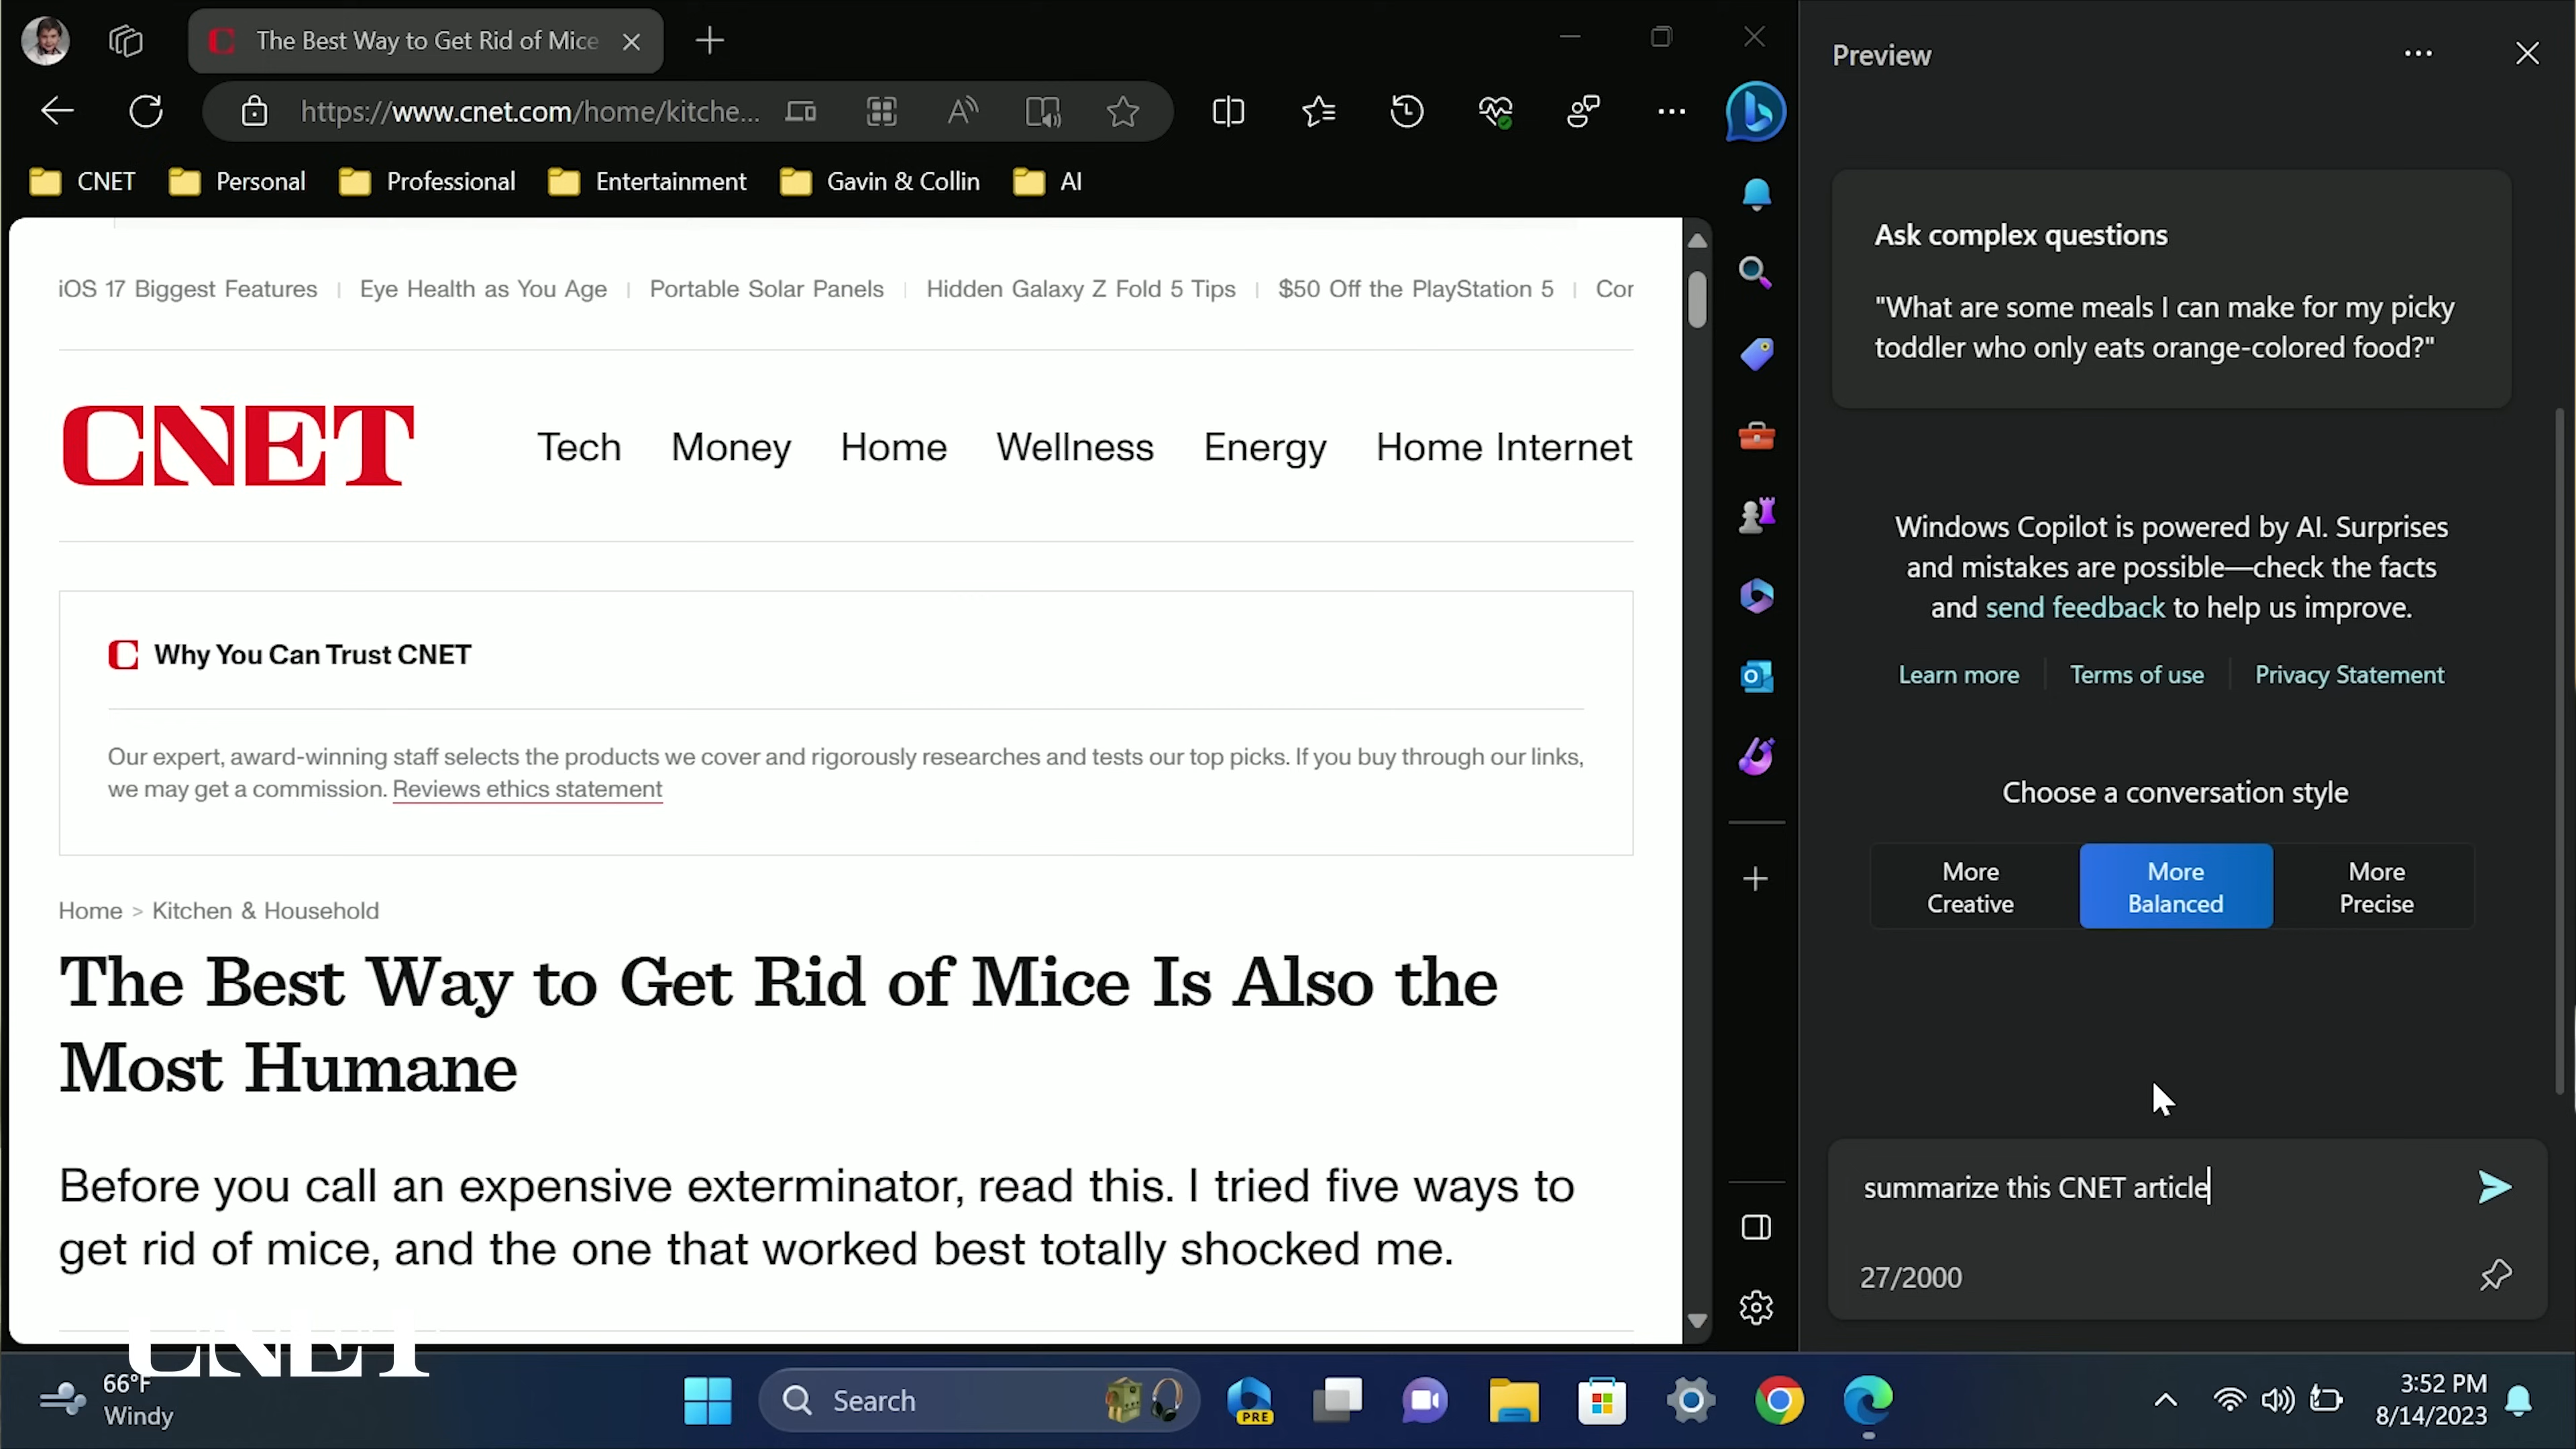 The Best Way to Get Rid of Mice
https://www.cnet.com/home/kitche...
CNET
Personal
Professional
Entertainment
Gavin & Collin
AI
iOS 17 Biggest Features
Eye Health as You Age
Portable Solar Panels
Hidden Galaxy Z Fold 5 Tips
$50 Off the PlayStation 5
Cor
CNET
Tech
Money
Home
Wellness
Energy
Home Internet
Why You Can Trust CNET
Our expert, award-winning staff selects the products we cover and rigorously researches and tests our top picks. If you buy through our links,
we may get a commission. Reviews ethics statement
Home > Kitchen & Household
The Best Way to Get Rid of Mice Is Also the
Most Humane
Before you call an expensive exterminator, read this. I tried five ways to
get rid of mice, and the one that worked best totally shocked me.
Preview
Ask complex questions
"What are some meals I can make for my picky
toddler who only eats orange-colored food?"
Windows Copilot is powered by AI. Surprises
and mistakes are possible—check the facts
and send feedback to help us improve.
Learn more
Terms of use
Privacy Statement
Choose a conversation style
More
Creative
More
Balanced
More
Precise
summarize this CNET article
27/2000
CNET
66°F
Windy
Search
PRE
3:52 PM
8/14/2023